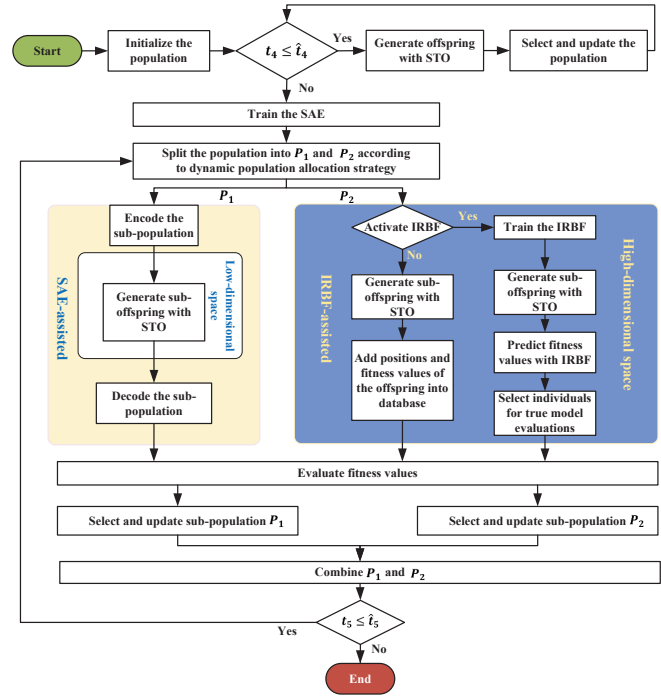 Start
Initialize the
population
t₄ ≤ t̂₄
Yes
Generate offspring
with STO
Select and update the
population
No
Train the SAE
Split the population into P₁ and P₂ according
to dynamic population allocation strategy
P₁
P₂
Encode the
sub-population
Activate IRBF
Yes
Train the IRBF
No
SAE-assisted
Low-dimensional
space
Generate sub-
offspring with
STO
IRBF-assisted
Generate sub-
offspring with
STO
Generate sub-
offspring with
STO
High-dimensional space
Add positions and
fitness values of
the offspring into
database
Predict fitness
values with IRBF
Decode the sub-
population
Select individuals
for true model
evaluations
Evaluate fitness values
Select and update sub-population P₁
Select and update sub-population P₂
Combine P₁ and P₂
t₅ ≤ t̂₅
Yes
No
End